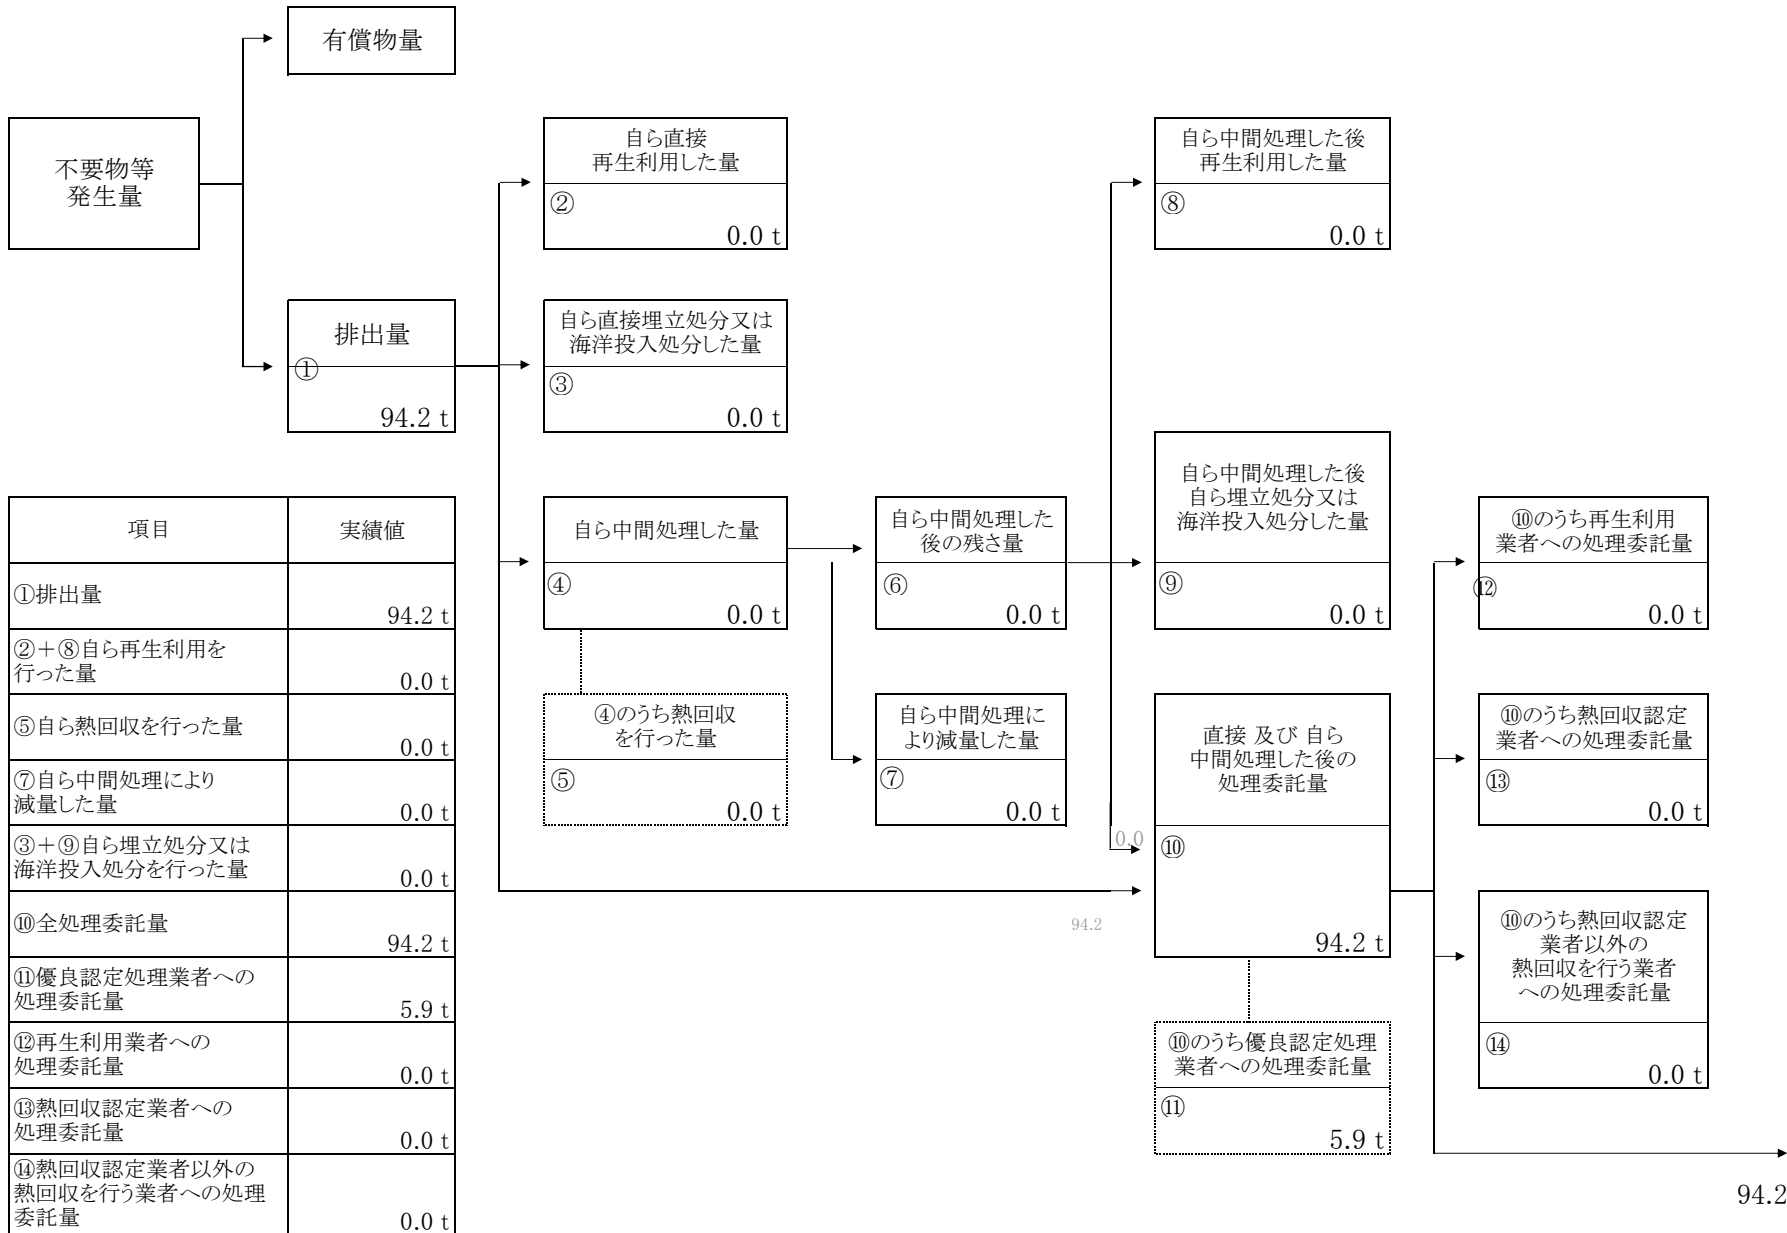 有償物量
不要物等
発生量
自ら直接
再生利用した量
②
0.0 t
自ら中間処理した後
再生利用した量
⑧
0.0 t
排出量
①
94.2 t
自ら直接埋立処分又は
海洋投入処分した量
③
0.0 t
自ら中間処理した量
④
0.0 t
自ら中間処理した
後の残さ量
⑥
0.0 t
自ら中間処理した後
自ら埋立処分又は
海洋投入処分した量
⑨
0.0 t
⑩のうち再生利用
業者への処理委託量
⑫
0.0 t
④のうち熱回収
を行った量
⑤
0.0 t
自ら中間処理に
より減量した量
⑦
0.0 t
直接 及び 自ら
中間処理した後の
処理委託量
0.0
⑩
94.2
94.2 t
⑩のうち熱回収認定
業者への処理委託量
⑬
0.0 t
⑩のうち熱回収認定
業者以外の
熱回収を行う業者
への処理委託量
⑭
0.0 t
⑩のうち優良認定処理
業者への処理委託量
⑪
5.9 t
94.2
項目 実績値
①排出量
94.2 t
②＋⑧自ら再生利用を
行った量
0.0 t
⑤自ら熱回収を行った量
0.0 t
⑦自ら中間処理により
減量した量
0.0 t
③＋⑨自ら埋立処分又は
海洋投入処分を行った量
0.0 t
⑩全処理委託量
94.2 t
⑪優良認定処理業者への
処理委託量
5.9 t
⑫再生利用業者への
処理委託量
0.0 t
⑬熱回収認定業者への
処理委託量
0.0 t
⑭熱回収認定業者以外の
熱回収を行う業者への処理
委託量
0.0 t